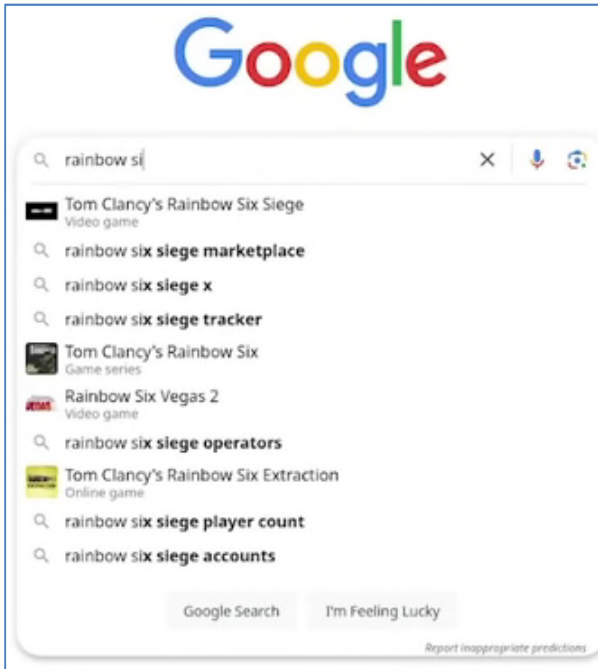 Google
rainbow si
Tom Clancy's Rainbow Six Siege
Video game
rainbow six siege marketplace
rainbow six siege x
rainbow six siege tracker
Tom Clancy's Rainbow Six
Game series
Rainbow Six Vegas 2
Video game
rainbow six siege operators
Tom Clancy's Rainbow Six Extraction
Online game
rainbow six siege player count
rainbow six siege accounts
Google Search I'm Feeling Lucky
Report inappropriate predictions